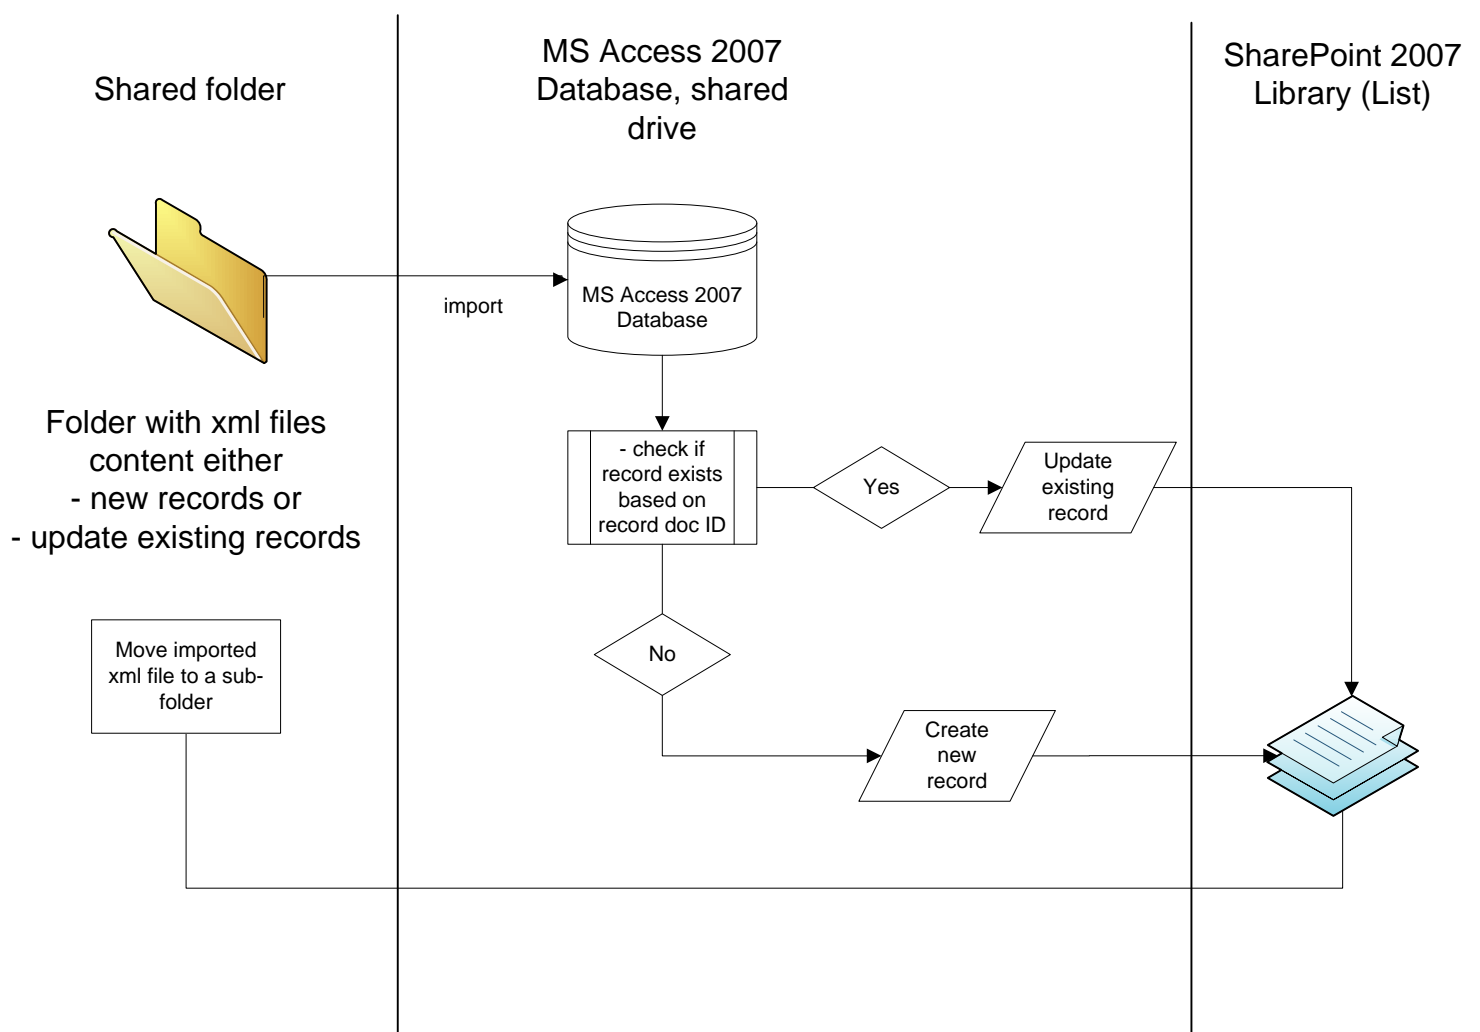 Shared folder
MS Access 2007
Database, shared
drive
SharePoint 2007
Library (List)
import
MS Access 2007
Database
Folder with xml files
content either
- new records or
- update existing records
- check if
record exists
based on
record doc ID
Yes
Update
existing
record
Move imported
xml file to a sub-
folder
No
Create
new
record